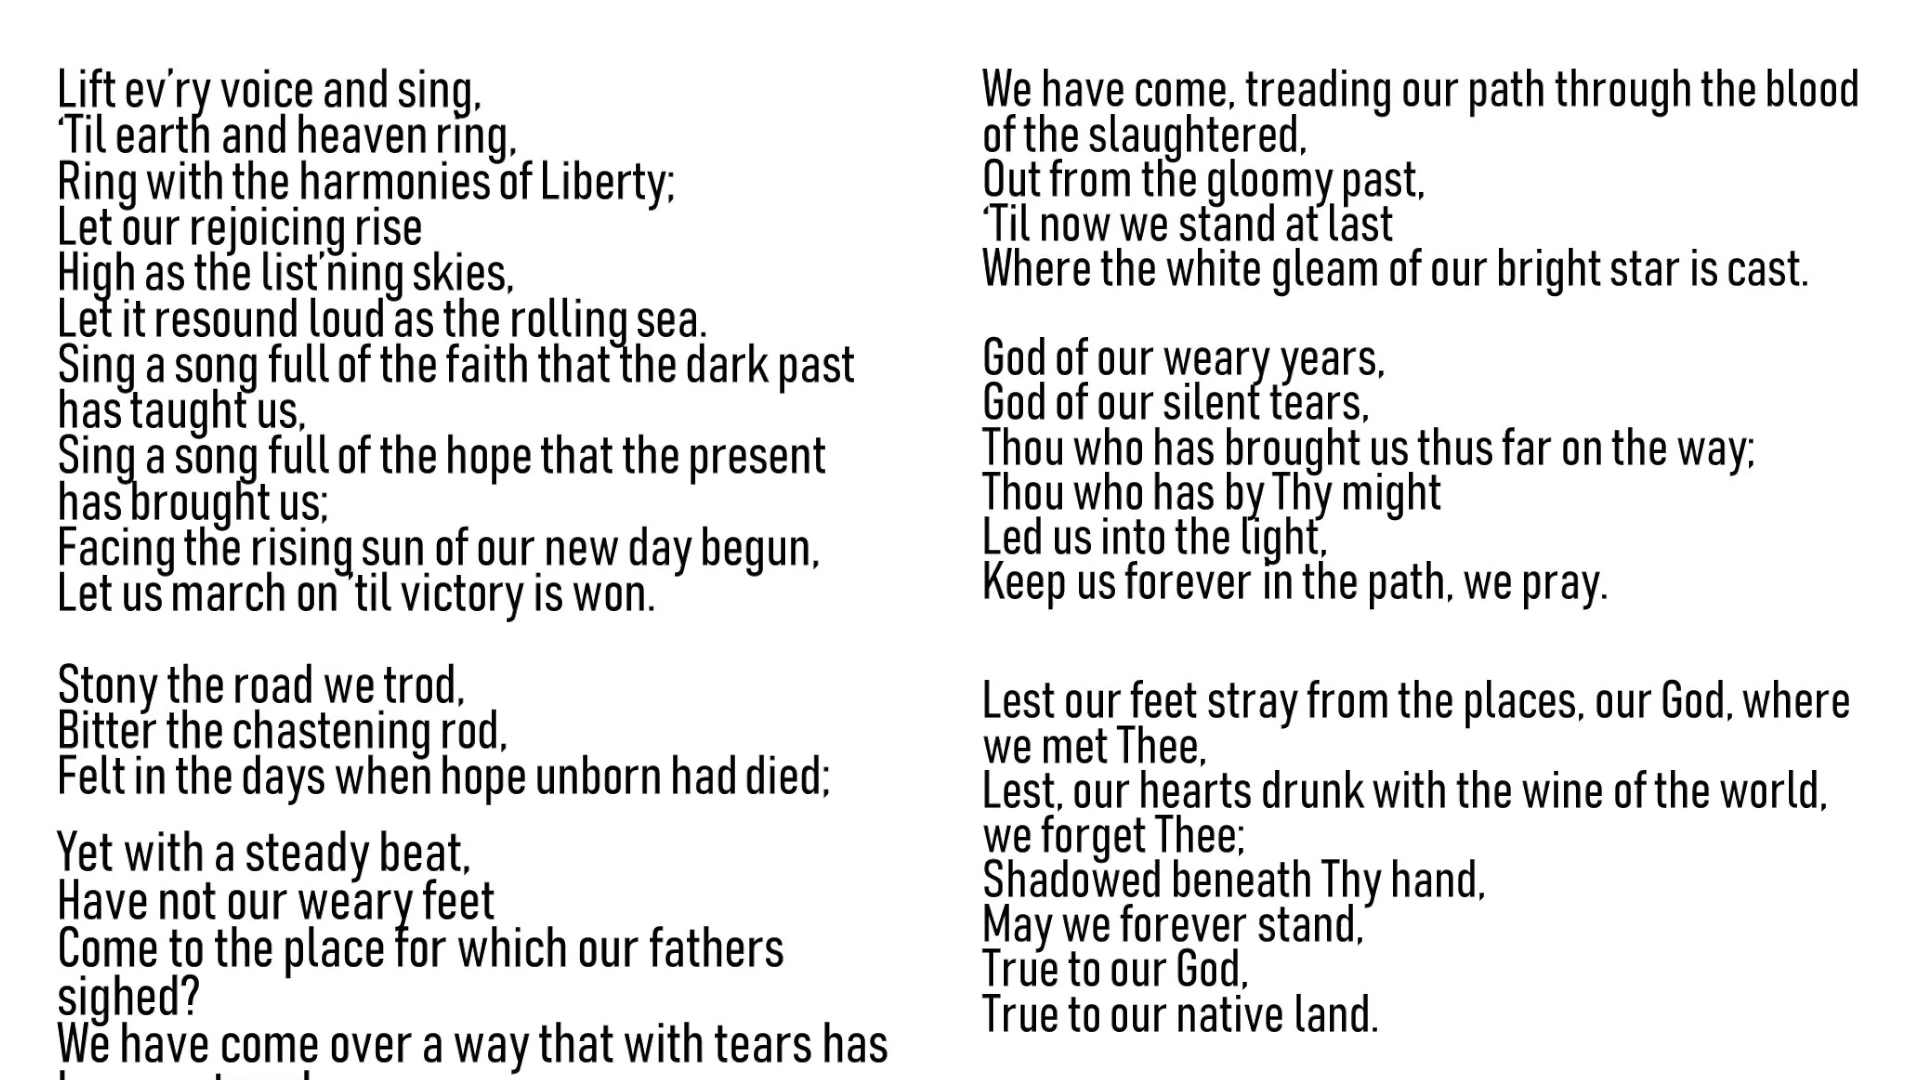 Lift ev’ry voice and sing,
‘Til earth and heaven ring,
Ring with the harmonies of Liberty;
Let our rejoicing rise
High as the list’ning skies,
Let it resound loud as the rolling sea.
Sing a song full of the faith that the dark past
has taught us,
Sing a song full of the hope that the present
has brought us;
Facing the rising sun of our new day begun,
Let us march on ’til victory is won.
Stony the road we trod,
Bitter the chastening rod,
Felt in the days when hope unborn had died;
Yet with a steady beat,
Have not our weary feet
Come to the place for which our fathers
sighed?
We have come over a way that with tears has
We have come, treading our path through the blood
of the slaughtered,
Out from the gloomy past,
‘Til now we stand at last
Where the white gleam of our bright star is cast.
God of our weary years,
God of our silent tears,
Thou who has brought us thus far on the way;
Thou who has by Thy might
Led us into the light,
Keep us forever in the path, we pray.
Lest our feet stray from the places, our God, where
we met Thee,
Lest, our hearts drunk with the wine of the world,
we forget Thee;
Shadowed beneath Thy hand,
May we forever stand,
True to our God,
True to our native land.